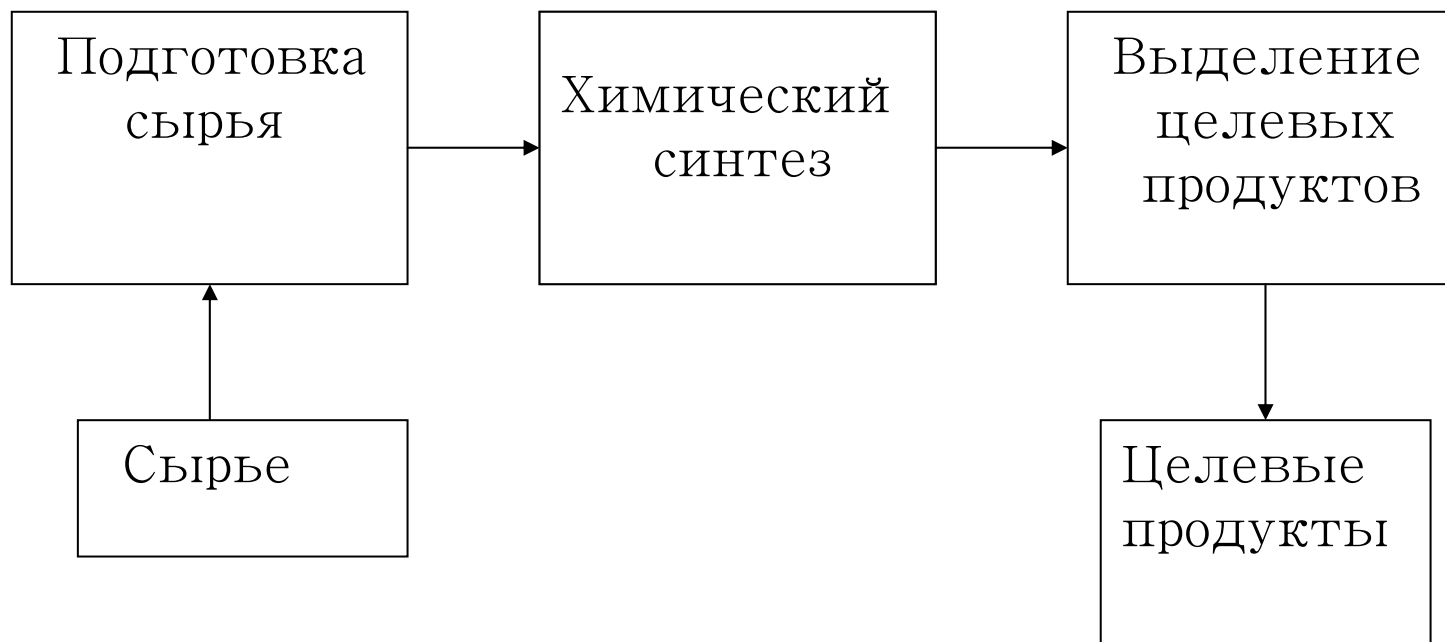 Подготовка
сырья
Химический
синтез
Выделение
целевых
продуктов
Сырье
Целевые
продукты